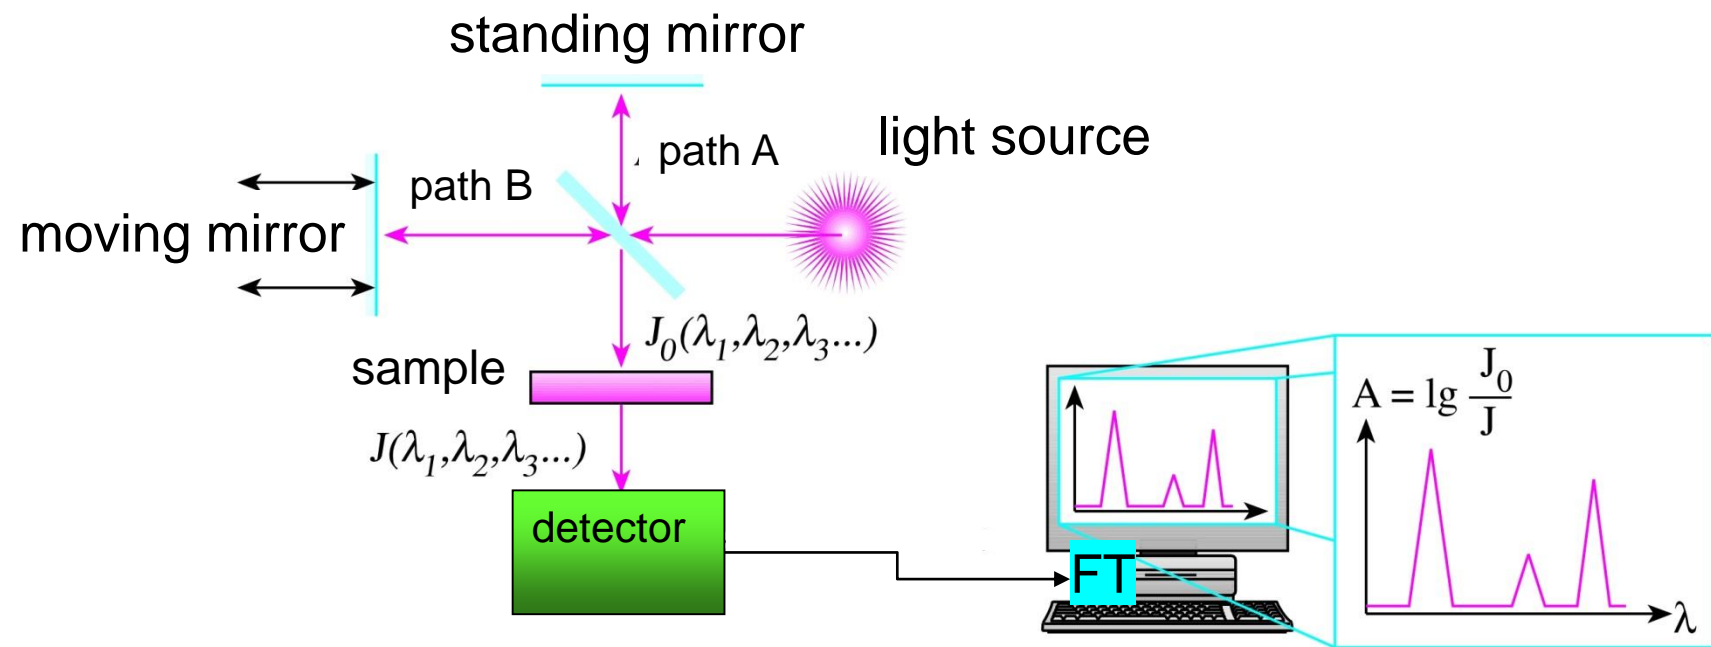 standing mirror
light source
path A
path B
moving mirror
J₀(λ₁,λ₂,λ₃...)
sample
J(λ₁,λ₂,λ₃...)
detector
FT
A = lg J₀/J
λ